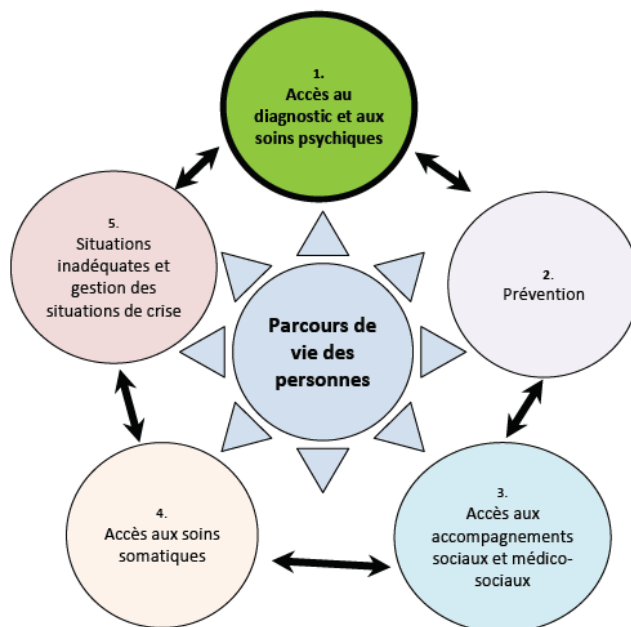 1.
Accès au
diagnostic et aux
soins psychiques
5.
Situations
inadéquates et
gestion des
situations de crise
2.
Prévention
Parcours de
vie des
personnes
4.
Accès aux soins
somatiques
3.
Accès aux
accompagnements
sociaux et médico-
sociaux